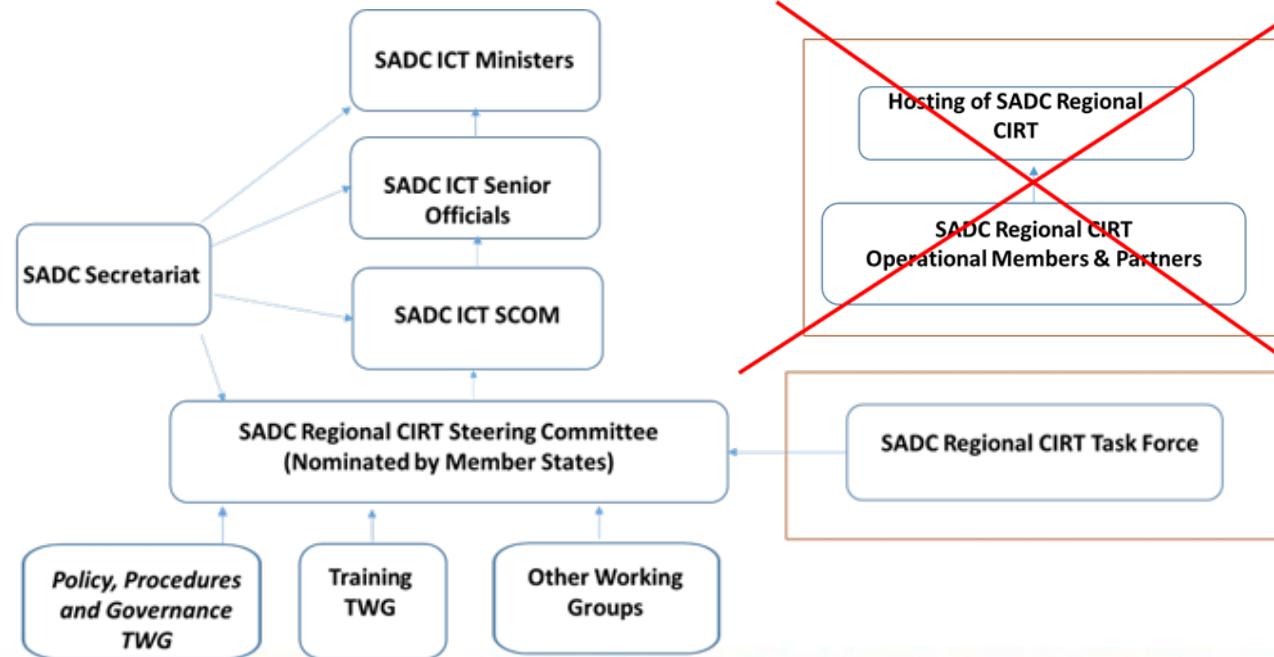 SADC ICT Ministers
SADC ICT Senior
Officials
SADC Secretariat
SADC ICT SCOM
SADC Regional CIRT Steering Committee
(Nominated by Member States)
Policy, Procedures
and Governance
TWG
Training
TWG
Other Working
Groups
Hosting of SADC Regional
CIRT
SADC Regional CIRT
Operational Members & Partners
SADC Regional CIRT Task Force